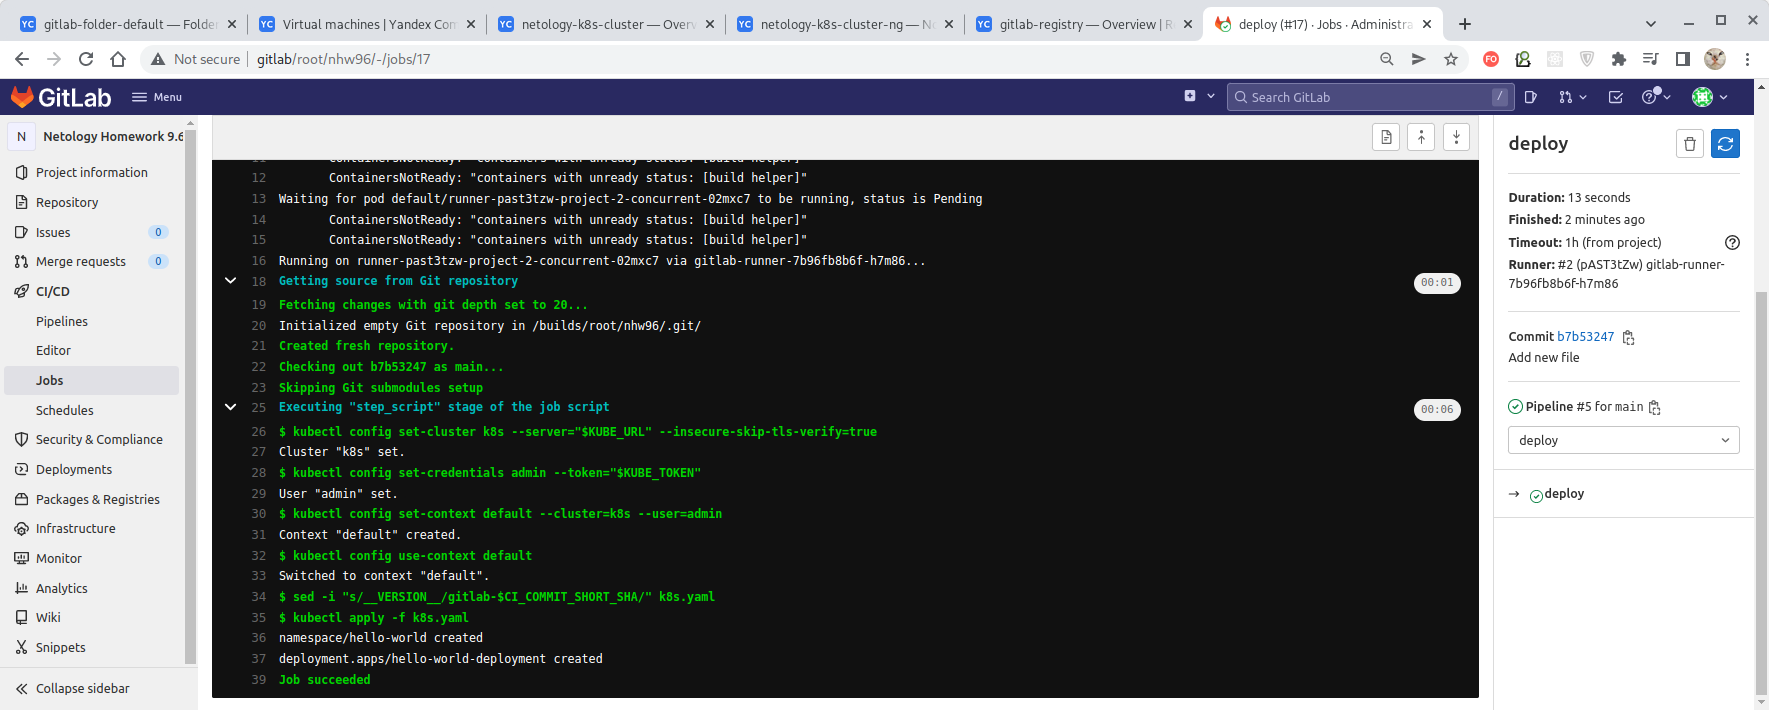 gitlab-folder-default — Folder
Virtual machines | Yandex Com
netology-k8s-cluster — Overv
netology-k8s-cluster-ng — No
gitlab-registry — Overview | R
deploy (#17) · Jobs · Administra
Not secure
gitlab/root/nhw96/-/jobs/17
FO
GitLab
Menu
Search GitLab
/
N
Netology Homework 9.6
Project information
Repository
Issues
0
Merge requests
0
CI/CD
Pipelines
Editor
Jobs
Schedules
Security & Compliance
Deployments
Packages & Registries
Infrastructure
Monitor
Analytics
Wiki
Snippets
Collapse sidebar
11 ContainersNotReady: "containers with unready status: [build helper]"
12 ContainersNotReady: "containers with unready status: [build helper]"
13 Waiting for pod default/runner-past3tzw-project-2-concurrent-02mxc7 to be running, status is Pending
14 ContainersNotReady: "containers with unready status: [build helper]"
15 ContainersNotReady: "containers with unready status: [build helper]"
16 Running on runner-past3tzw-project-2-concurrent-02mxc7 via gitlab-runner-7b96fb8b6f-h7m86...
18 Getting source from Git repository
00:01
19 Fetching changes with git depth set to 20...
20 Initialized empty Git repository in /builds/root/nhw96/.git/
21 Created fresh repository.
22 Checking out b7b53247 as main...
23 Skipping Git submodules setup
25 Executing "step_script" stage of the job script
00:06
26 $ kubectl config set-cluster k8s --server="$KUBE_URL" --insecure-skip-tls-verify=true
27 Cluster "k8s" set.
28 $ kubectl config set-credentials admin --token="$KUBE_TOKEN"
29 User "admin" set.
30 $ kubectl config set-context default --cluster=k8s --user=admin
31 Context "default" created.
32 $ kubectl config use-context default
33 Switched to context "default".
34 $ sed -i "s/__VERSION__/gitlab-$CI_COMMIT_SHORT_SHA/" k8s.yaml
35 $ kubectl apply -f k8s.yaml
36 namespace/hello-world created
37 deployment.apps/hello-world-deployment created
39 Job succeeded
deploy
Duration: 13 seconds
Finished: 2 minutes ago
Timeout: 1h (from project)
Runner: #2 (pAST3tZw) gitlab-runner-
7b96fb8b6f-h7m86
Commit b7b53247
Add new file
Pipeline #5 for main
deploy
→ deploy